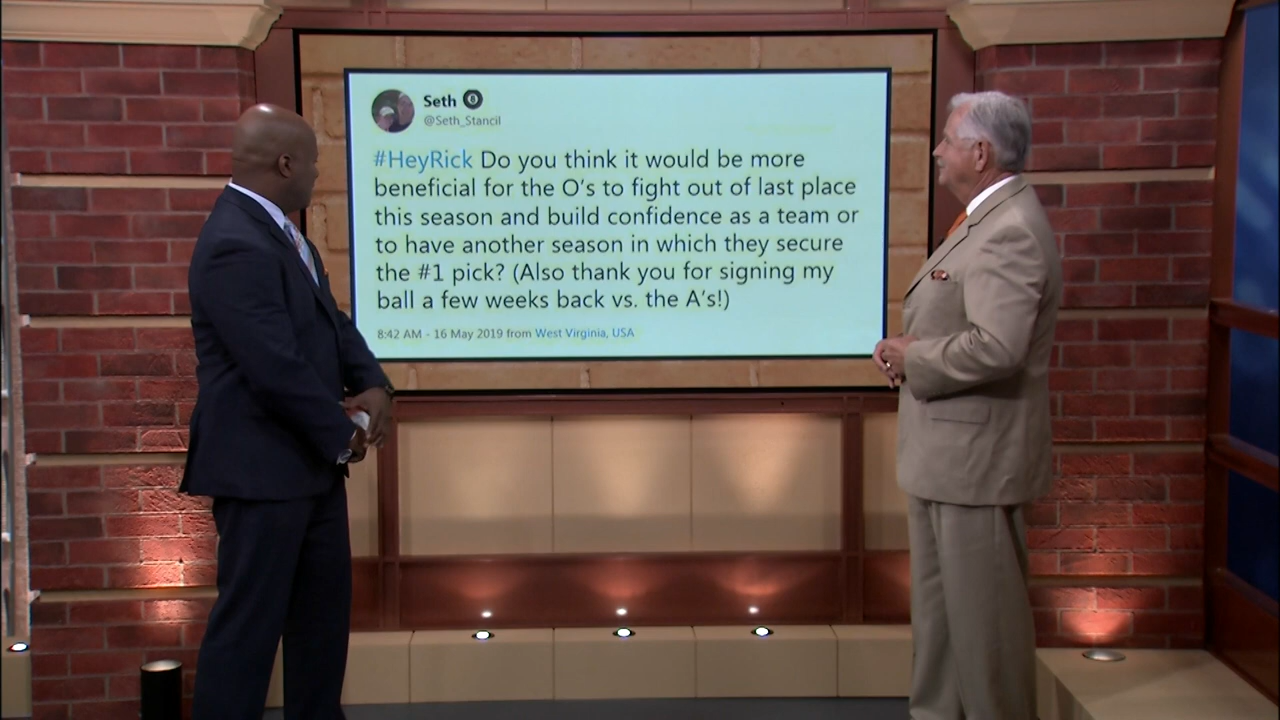 Seth
@Seth_Stancil
#HeyRick Do you think it would be more
beneficial for the O's to fight out of last place
this season and build confidence as a team or
to have another season in which they secure
the #1 pick? (Also thank you for signing my
ball a few weeks back vs. the A's!)
8:42 AM - 16 May 2019 from West Virginia, USA